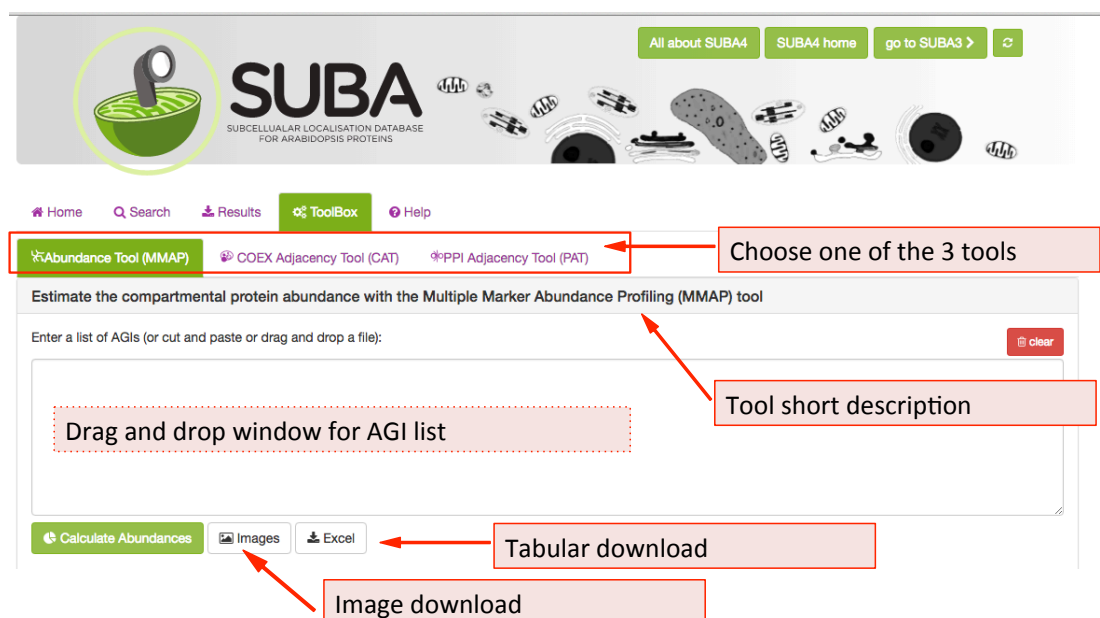 All about SUBA4 SUBA4 home go to SUBA3
SUBA
SUBCELLUALAR LOCALISATION DATABASE
FOR ARABIDOPSIS PROTEINS
Home Search Results ToolBox Help
Abundance Tool (MMAP) COEX Adjacency Tool (CAT) PPI Adjacency Tool (PAT)
Choose one of the 3 tools
Estimate the compartmental protein abundance with the Multiple Marker Abundance Profiling (MMAP) tool
Enter a list of AGIs (or cut and paste or drag and drop a file):
clear
Tool short description
Drag and drop window for AGI list
Calculate Abundances Images Excel
Tabular download
Image download